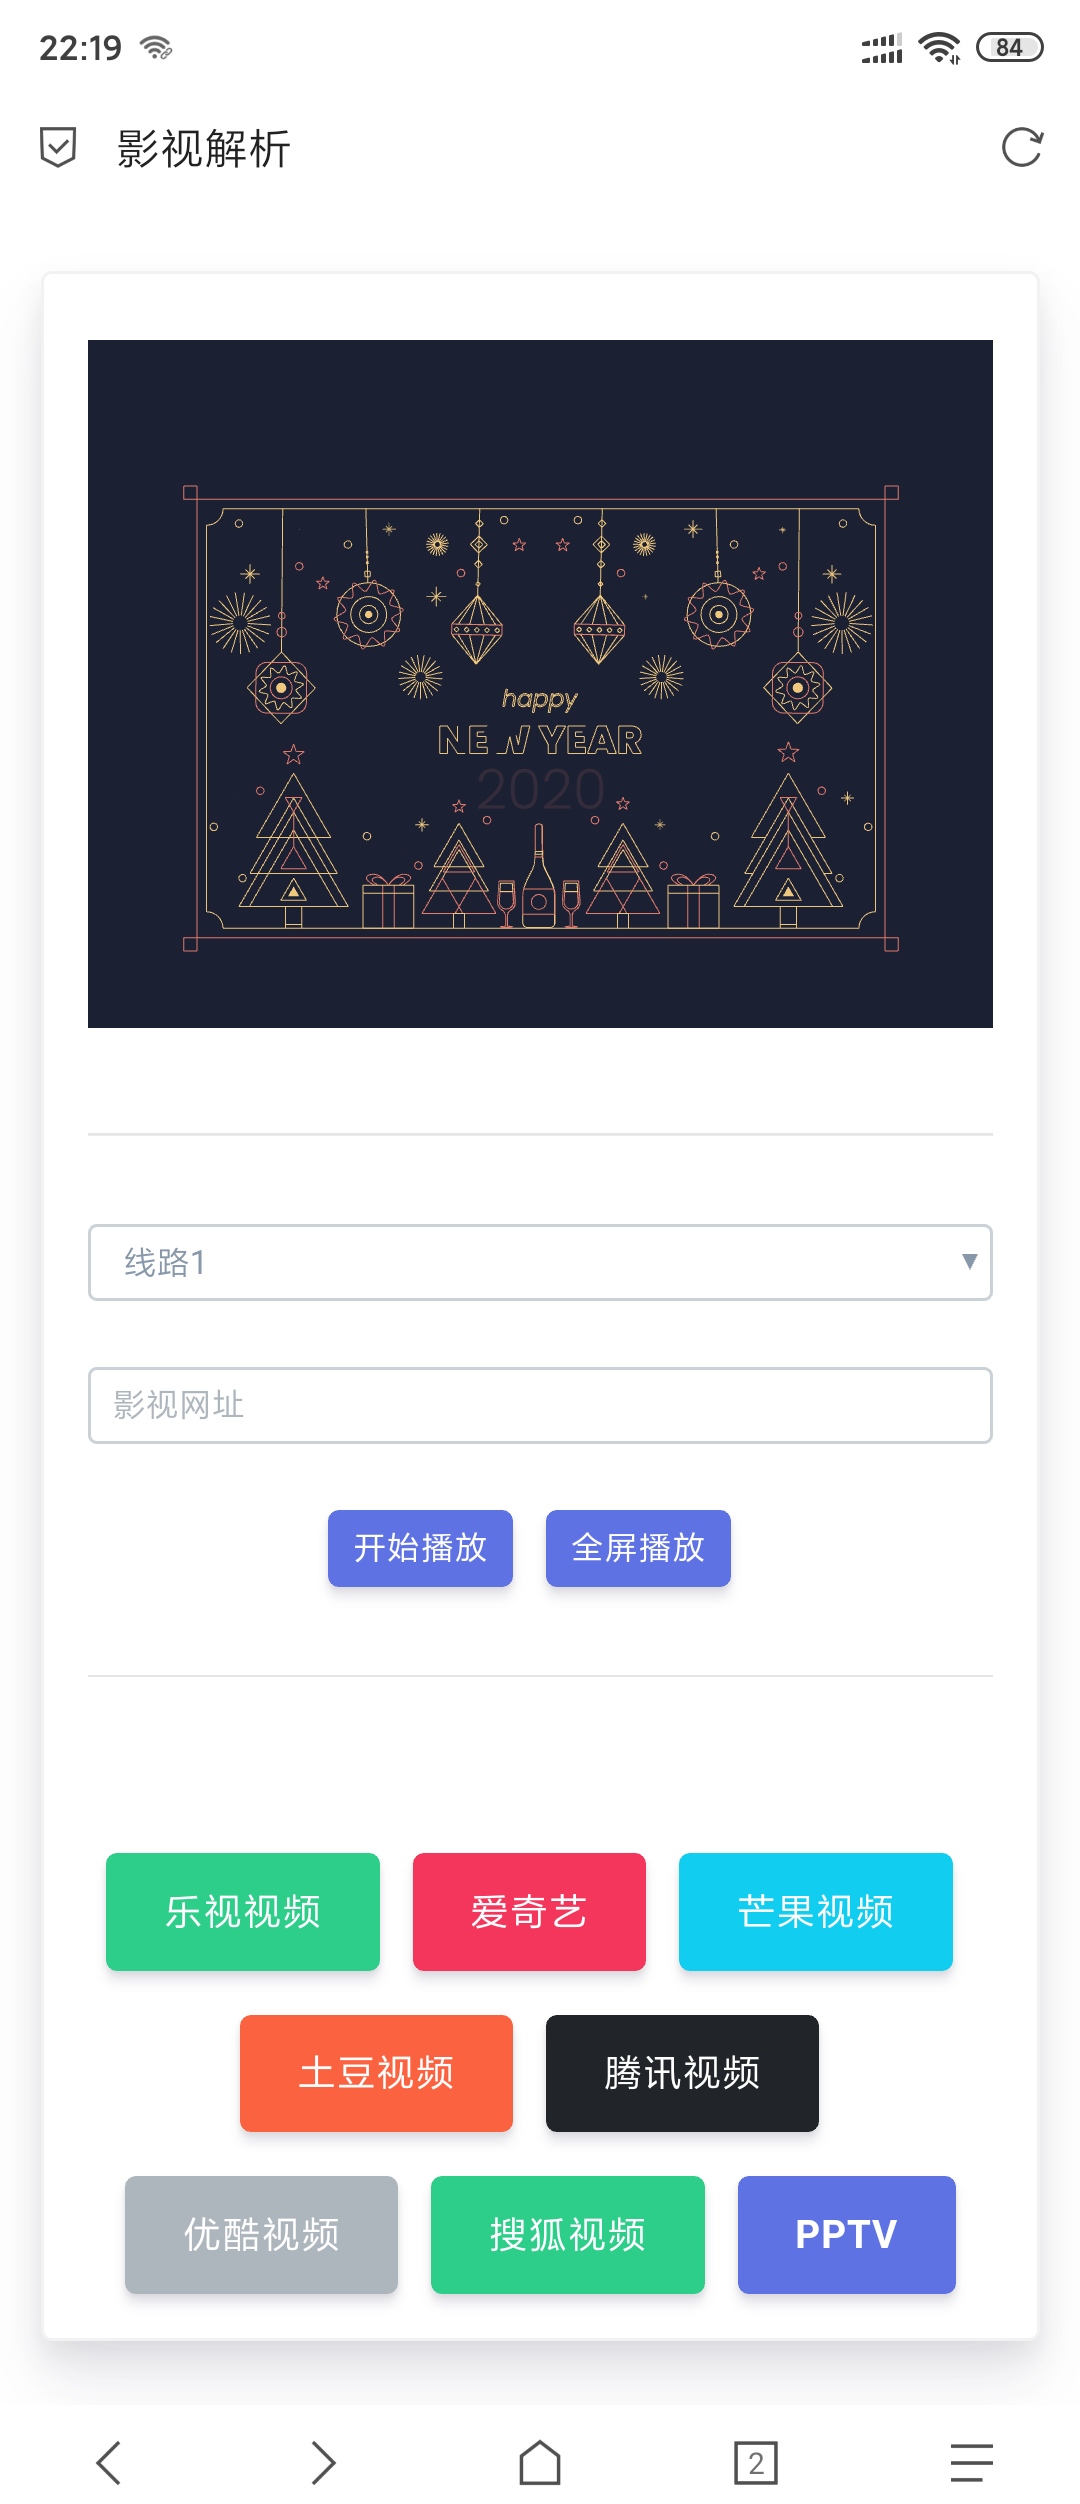 22:19
84
影视解析
happy
NEW YEAR
2020
线路1
影视网址
开始播放 全屏播放
乐视视频 爱奇艺 芒果视频
土豆视频 腾讯视频
优酷视频 搜狐视频 PPTV
2